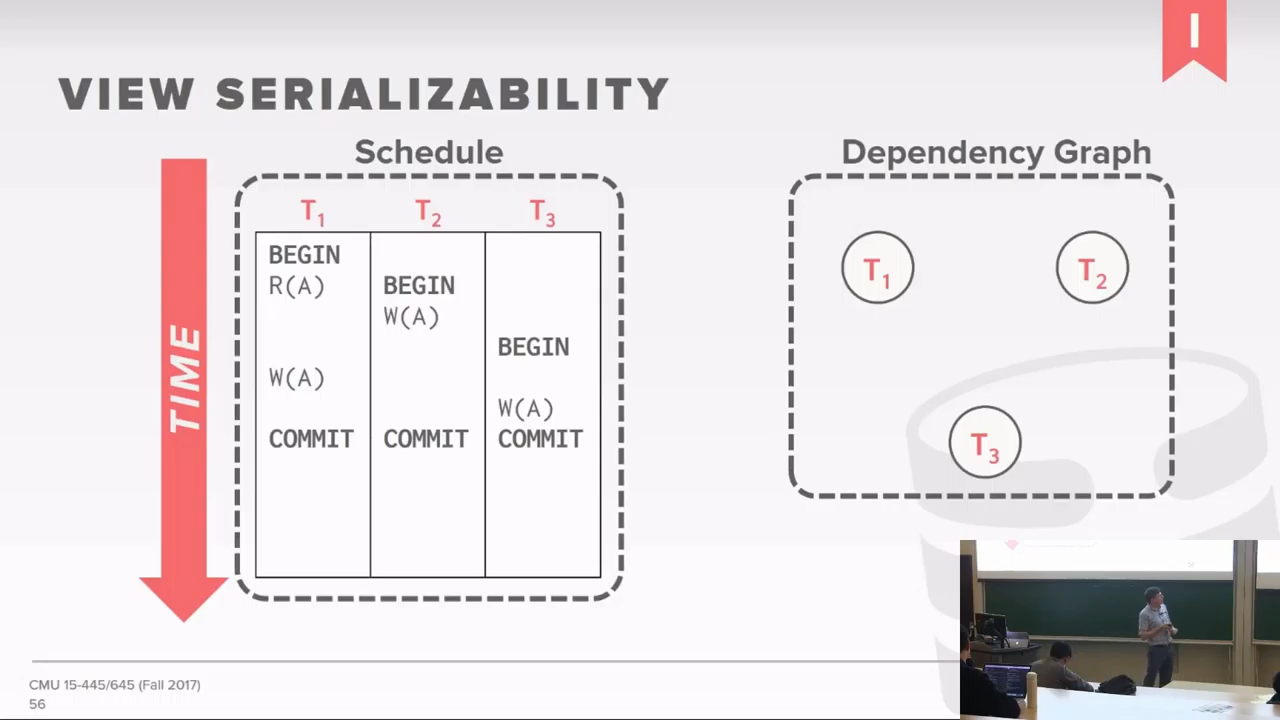 I
VIEW SERIALIZABILITY
Schedule
Dependency Graph
TIME
T1 T2 T3
BEGIN
R(A) BEGIN
W(A)
BEGIN
W(A)
W(A)
COMMIT COMMIT COMMIT
T1 T2
T3
CMU 15-445/645 (Fall 2017)
56